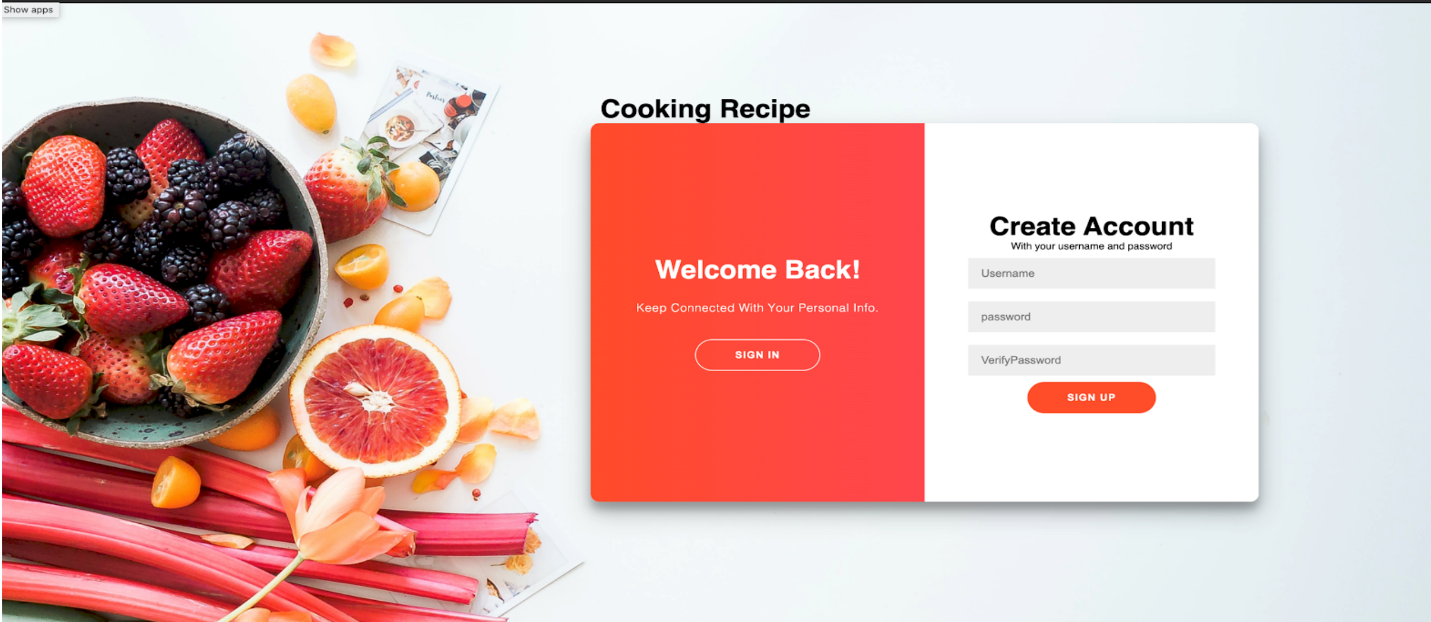 Show apps
Cooking Recipe
Welcome Back!
Keep Connected With Your Personal Info.
SIGN IN
Create Account
With your username and password
Username
password
VerifyPassword
SIGN UP